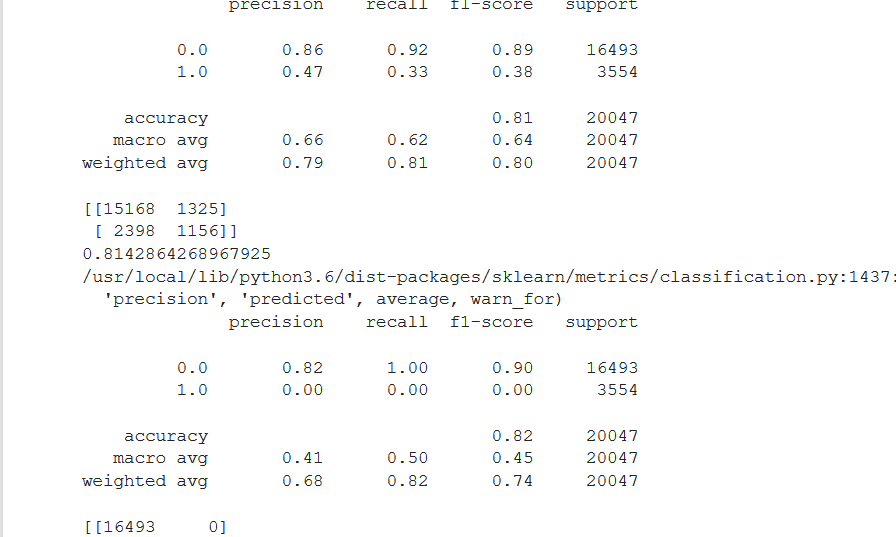 precision recall f1-score support
0.0 0.86 0.92 0.89 16493
1.0 0.47 0.33 0.38 3554
accuracy 0.81 20047
macro avg 0.66 0.62 0.64 20047
weighted avg 0.79 0.81 0.80 20047
[[15168 1325]
[ 2398 1156]]
0.8142864268967925
/usr/local/lib/python3.6/dist-packages/sklearn/metrics/classification.py:1437:
'precision', 'predicted', average, warn_for)
precision recall f1-score support
0.0 0.82 1.00 0.90 16493
1.0 0.00 0.00 0.00 3554
accuracy 0.82 20047
macro avg 0.41 0.50 0.45 20047
weighted avg 0.68 0.82 0.74 20047
[[16493 0]